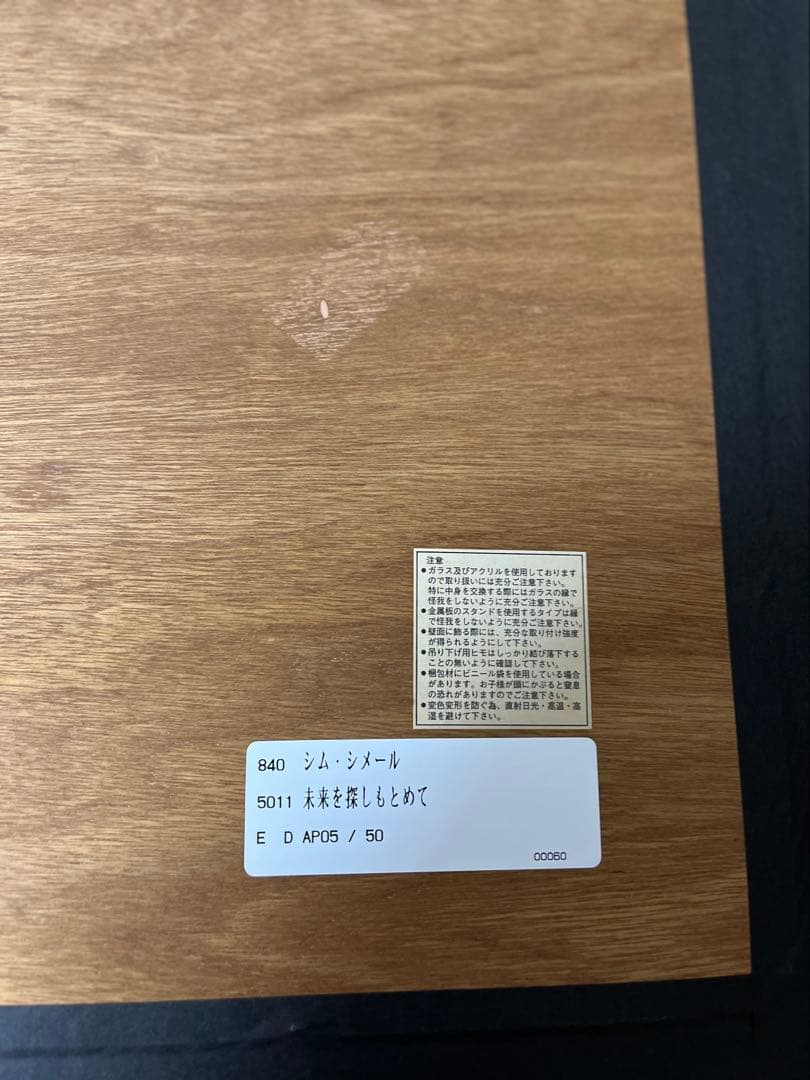 注意
●ガラス及びアクリルを使用しております
ので取り扱いには充分ご注意下さい。
特に中身を交換する際にはガラスの縁で
怪我をしないように充分ご注意下さい。
●金属板のスタンドを使用するタイプは縁
で怪我をしないように充分ご注意下さい。
●壁面に飾る際には、充分な取り付け強度
が得られるようにして下さい。
●吊り下げ用ヒモはしっかり結び落下する
ことの無いように確認して下さい。
●梱包材にビニール袋を使用している場合
があります。お子様が頭にかぶると窒息
の恐れがありますのでご注意下さい。
●変色変形を防ぐ為、直射日光・高温・高
湿を避けて下さい。
840 シム・シメール
5011 未来を探しもとめて
E D AP05 / 50
00060